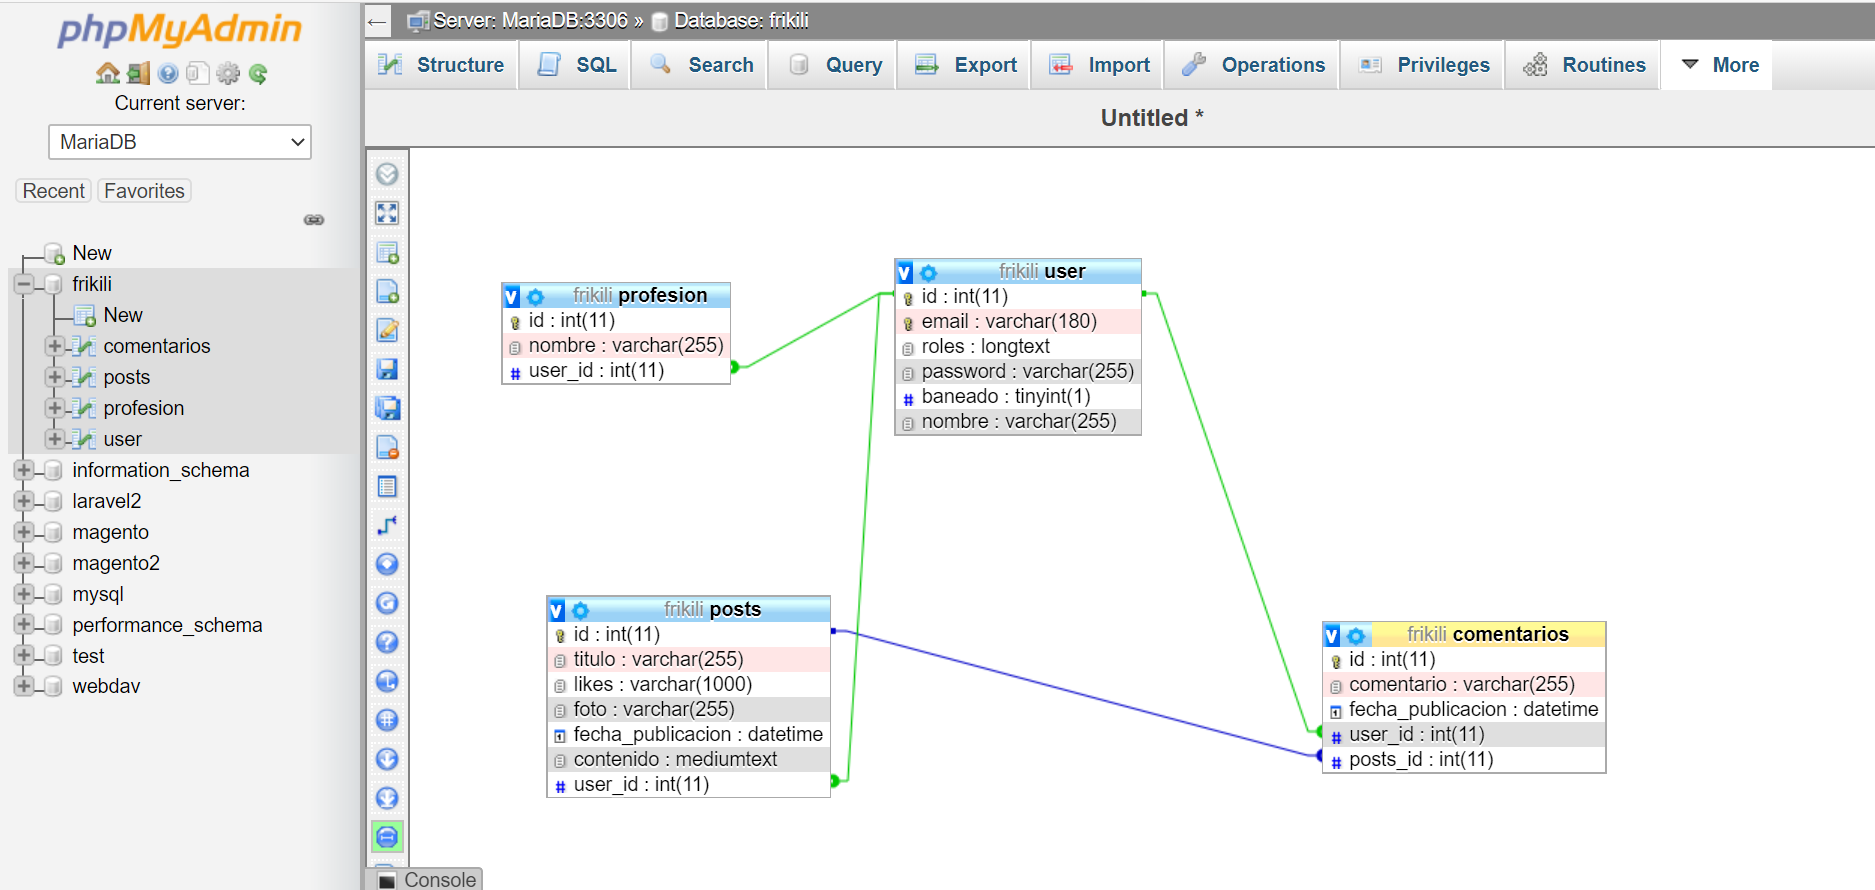 phpMyAdmin
Current server:
MariaDB
Recent
Favorites
New
frikili
New
comentarios
posts
profesion
user
information_schema
laravel2
magento
magento2
mysql
performance_schema
test
webdav
← Server: MariaDB:3306 » Database: frikili
Structure
SQL
Search
Query
Export
Import
Operations
Privileges
Routines
More
Untitled *
v frikili profesion
id : int(11)
nombre : varchar(255)
# user_id : int(11)
v frikili user
id : int(11)
email : varchar(180)
roles : longtext
password : varchar(255)
# baneado : tinyint(1)
nombre : varchar(255)
v frikili posts
id : int(11)
titulo : varchar(255)
likes : varchar(1000)
foto : varchar(255)
fecha_publicacion : datetime
contenido : mediumtext
# user_id : int(11)
v frikili comentarios
id : int(11)
comentario : varchar(255)
fecha_publicacion : datetime
# user_id : int(11)
# posts_id : int(11)
Console